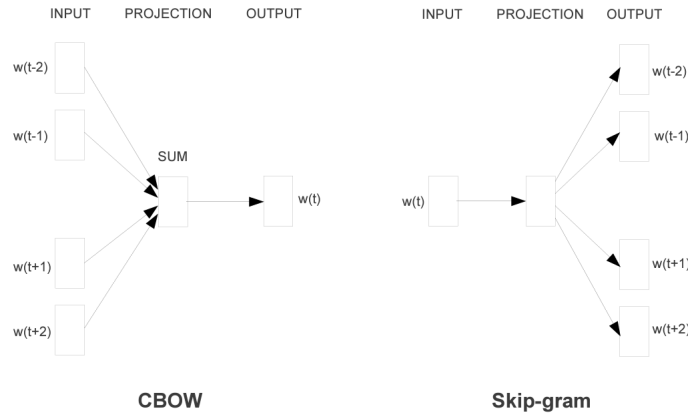 INPUT PROJECTION OUTPUT
w(t-2)
w(t-1)
SUM
w(t)
w(t+1)
w(t+2)
CBOW
INPUT PROJECTION OUTPUT
w(t-2)
w(t-1)
w(t)
w(t+1)
w(t+2)
Skip-gram